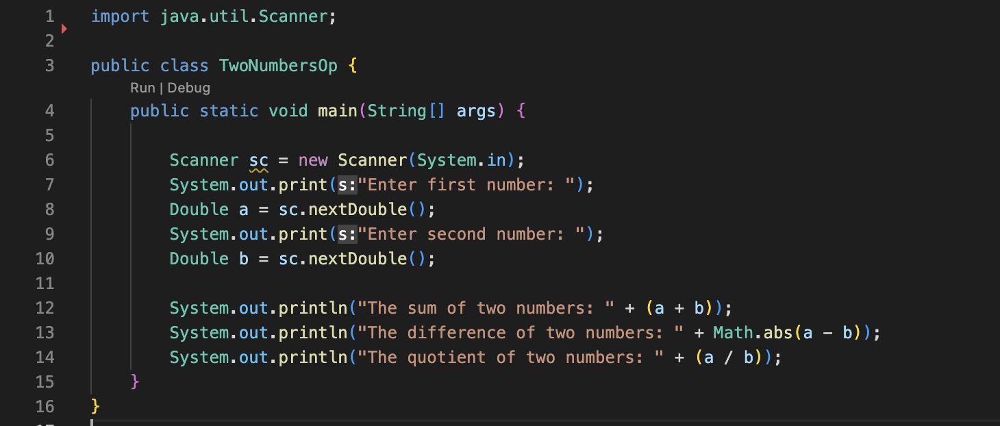 1 import java.util.Scanner;
2
3 public class TwoNumbersOp {
Run | Debug
4 public static void main(String[] args) {
5
6 Scanner sc = new Scanner(System.in);
7 System.out.print(s:"Enter first number: ");
8 Double a = sc.nextDouble();
9 System.out.print(s:"Enter second number: ");
10 Double b = sc.nextDouble();
11
12 System.out.println("The sum of two numbers: " + (a + b));
13 System.out.println("The difference of two numbers: " + Math.abs(a - b));
14 System.out.println("The quotient of two numbers: " + (a / b));
15 }
16 }